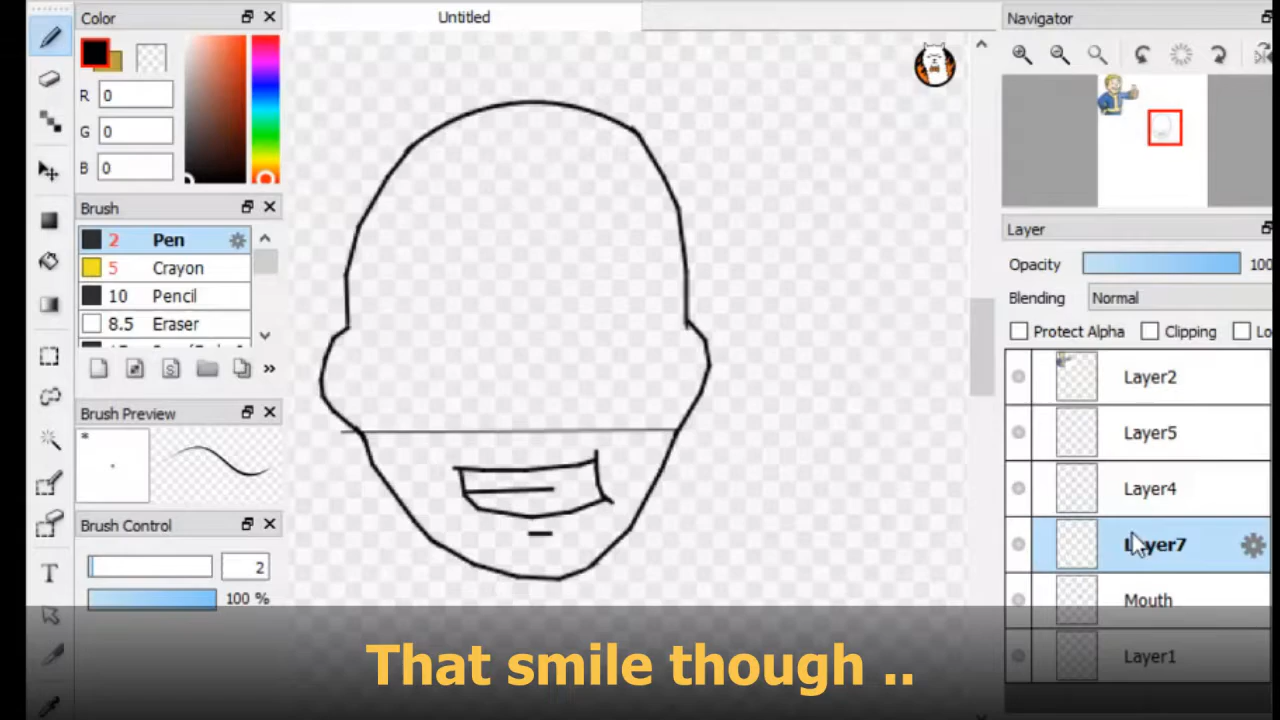 Color
Untitled
Navigator
R 0
G 0
B 0
Brush
2 Pen
5 Crayon
10 Pencil
8.5 Eraser
Brush Preview
*
Brush Control
2
100 %
T
Layer
Opacity 100
Blending Normal
Protect Alpha Clipping Lo
Layer2
Layer5
Layer4
Layer7
Mouth
Layer1
That smile though ..